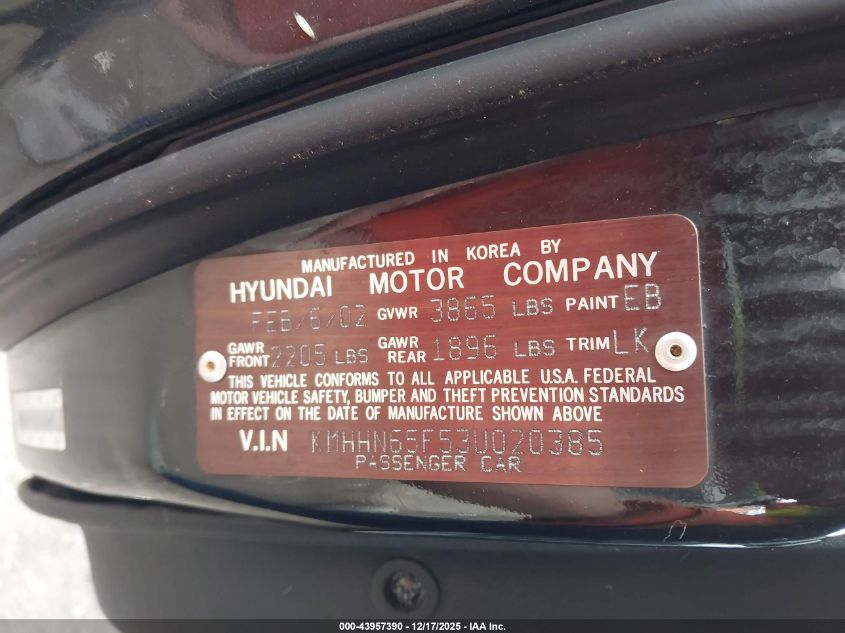 MANUFACTURED IN KOREA BY
HYUNDAI MOTOR COMPANY
FEB/6/02 GVWR 3865 LBS PAINT EB
GAWR FRONT 2205 LBS GAWR REAR 1896 LBS TRIM LK
THIS VEHICLE CONFORMS TO ALL APPLICABLE U.S.A. FEDERAL
MOTOR VEHICLE SAFETY, BUMPER AND THEFT PREVENTION STANDARDS
IN EFFECT ON THE DATE OF MANUFACTURE SHOWN ABOVE
V.I.N KMHHN65F53U020385
PASSENGER CAR
000-43957390 • 12/17/2025 - IAA Inc.